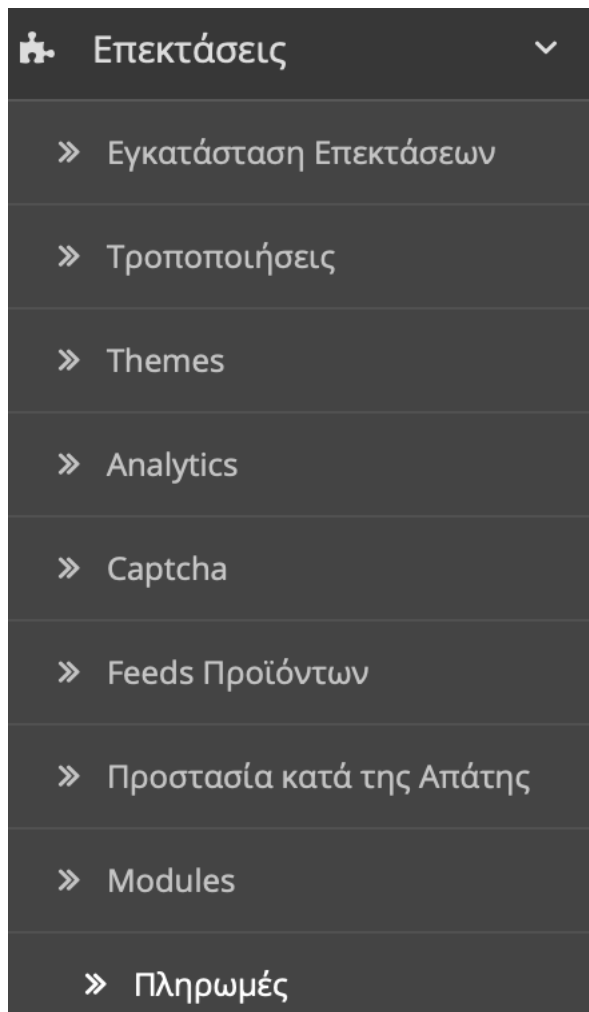 Επεκτάσεις
Εγκατάσταση Επεκτάσεων
Τροποποιήσεις
Themes
Analytics
Captcha
Feeds Προϊόντων
Προστασία κατά της Απάτης
Modules
Πληρωμές